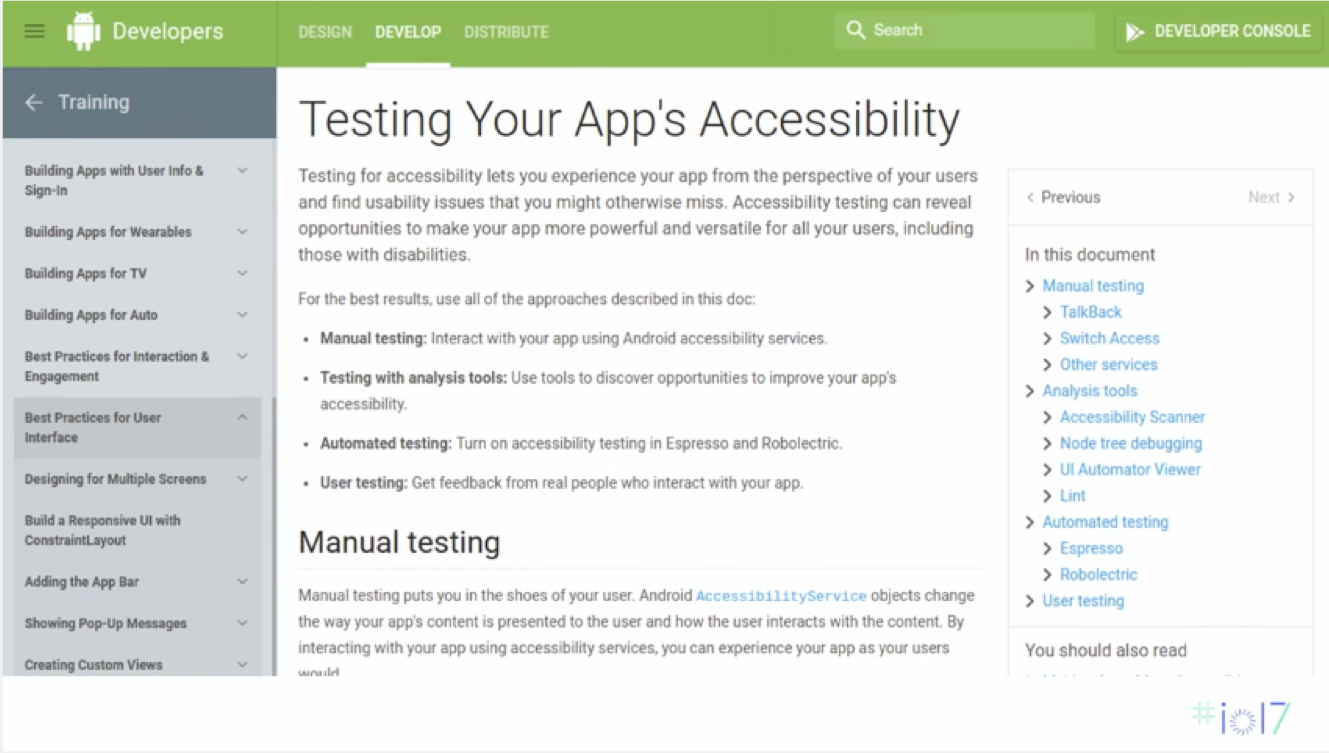 Developers
DESIGN DEVELOP DISTRIBUTE
Search
DEVELOPER CONSOLE
Training
Building Apps with User Info &
Sign-In
Building Apps for Wearables
Building Apps for TV
Building Apps for Auto
Best Practices for Interaction &
Engagement
Best Practices for User
Interface
Designing for Multiple Screens
Build a Responsive UI with
ConstraintLayout
Adding the App Bar
Showing Pop-Up Messages
Creating Custom Views
Testing Your App's Accessibility
Testing for accessibility lets you experience your app from the perspective of your users
and find usability issues that you might otherwise miss. Accessibility testing can reveal
opportunities to make your app more powerful and versatile for all your users, including
those with disabilities.
For the best results, use all of the approaches described in this doc:
• Manual testing: Interact with your app using Android accessibility services.
• Testing with analysis tools: Use tools to discover opportunities to improve your app's
accessibility.
• Automated testing: Turn on accessibility testing in Espresso and Robolectric.
• User testing: Get feedback from real people who interact with your app.
Manual testing
Manual testing puts you in the shoes of your user. Android AccessibilityService objects change
the way your app's content is presented to the user and how the user interacts with the content. By
interacting with your app using accessibility services, you can experience your app as your users
would.
Previous Next
In this document
Manual testing
TalkBack
Switch Access
Other services
Analysis tools
Accessibility Scanner
Node tree debugging
UI Automator Viewer
Lint
Automated testing
Espresso
Robolectric
User testing
You should also read
#io17